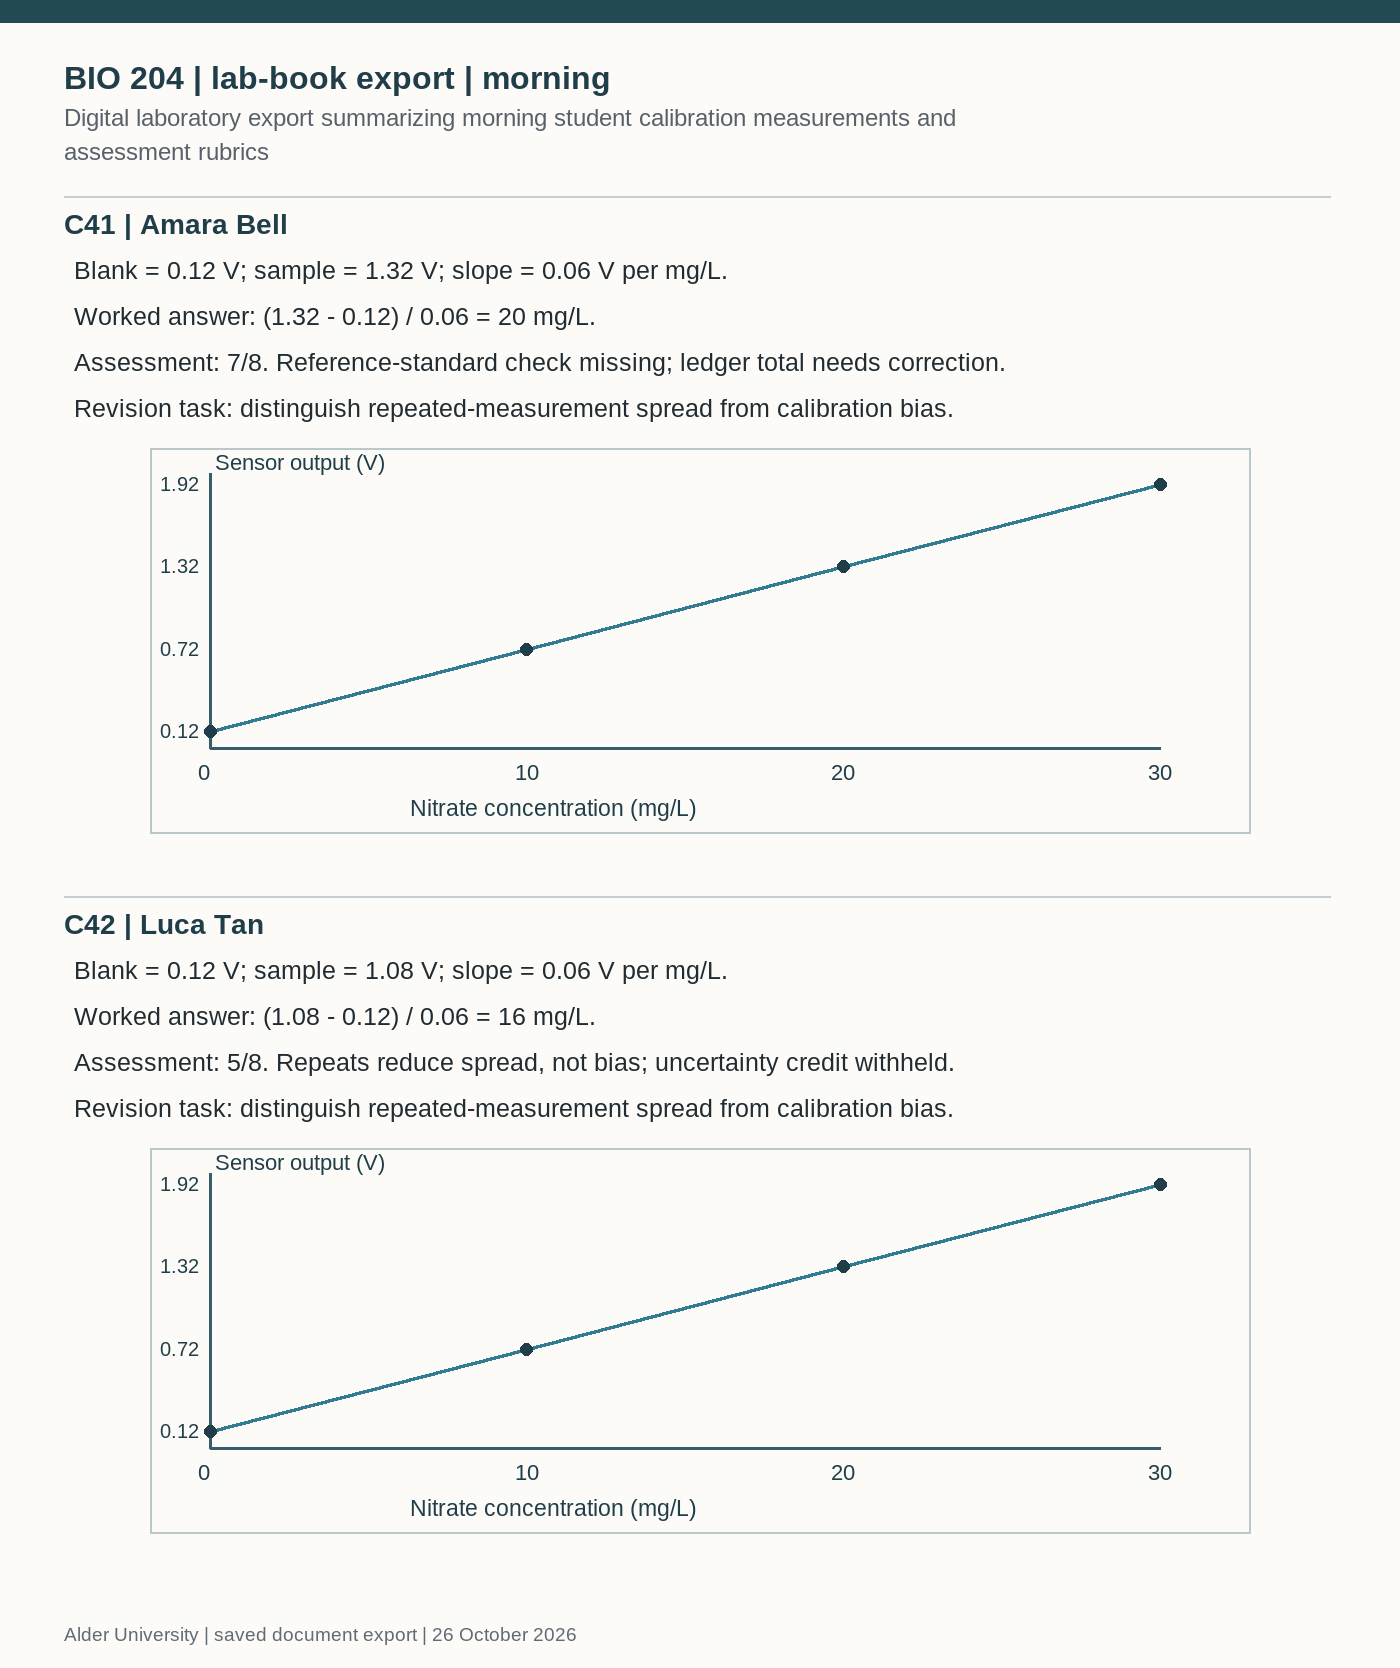 BIO 204 | lab-book export | morning
Digital laboratory export summarizing morning student calibration measurements and
assessment rubrics
C41 | Amara Bell
Blank = 0.12 V; sample = 1.32 V; slope = 0.06 V per mg/L.
Worked answer: (1.32 - 0.12) / 0.06 = 20 mg/L.
Assessment: 7/8. Reference-standard check missing; ledger total needs correction.
Revision task: distinguish repeated-measurement spread from calibration bias.
Sensor output (V)
1.92
1.32
0.72
0.12
0 10 20 30
Nitrate concentration (mg/L)
C42 | Luca Tan
Blank = 0.12 V; sample = 1.08 V; slope = 0.06 V per mg/L.
Worked answer: (1.08 - 0.12) / 0.06 = 16 mg/L.
Assessment: 5/8. Repeats reduce spread, not bias; uncertainty credit withheld.
Revision task: distinguish repeated-measurement spread from calibration bias.
Sensor output (V)
1.92
1.32
0.72
0.12
0 10 20 30
Nitrate concentration (mg/L)
Alder University | saved document export | 26 October 2026